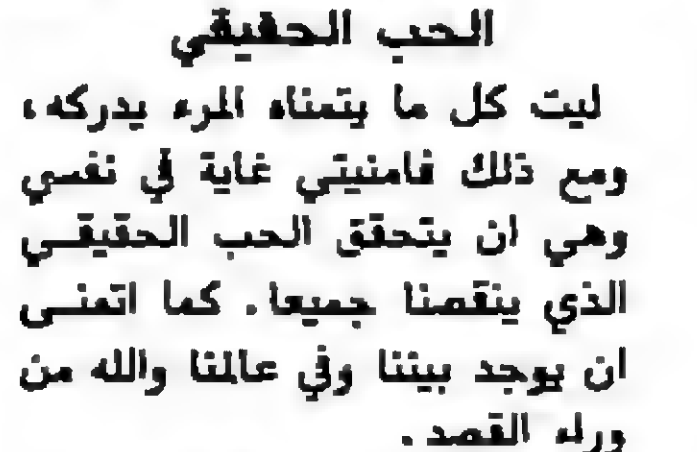 الحب الحقيقي
ليت كل ما يتمناه المرء يدركه،
ومع ذلك فامنيتي غاية في نفسي
وهي ان يتحقق الحب الحقيقـي
الذي ينقصنا جميعا. كما اتمنـى
ان يوجد بيننا وفي عالمنا والله من
وراء القصد.